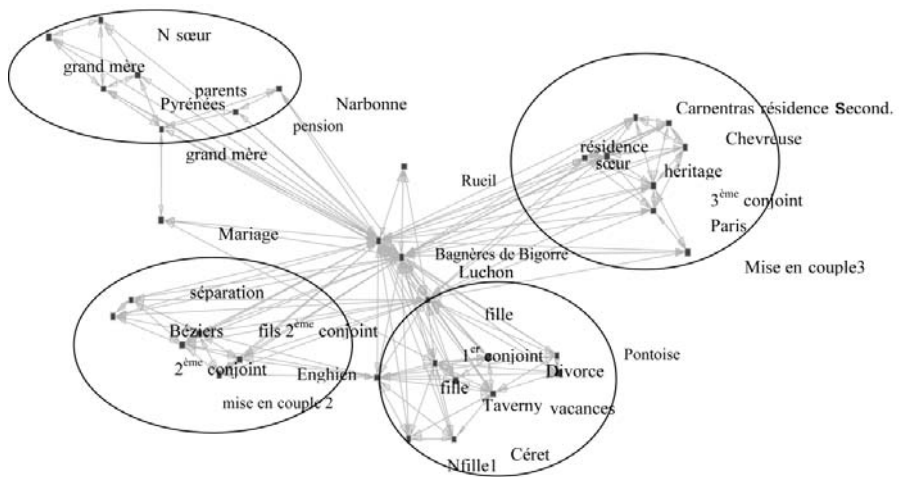 N sœur
grand mère
parents
Pyrénées
pension
grand mère
Narbonne
Carpentras résidence Second.
Chevreuse
résidence
sœur
héritage
Rueil
3ème conjoint
Paris
Mise en couple3
Mariage
Bagnères de Bigorre
Luchon
séparation
Béziers
fils 2ème conjoint
2ème conjoint
mise en couple 2
Enghien
fille
1er conjoint
Pontoise
Divorce
fille
Taverny vacances
Céret
Nfille1